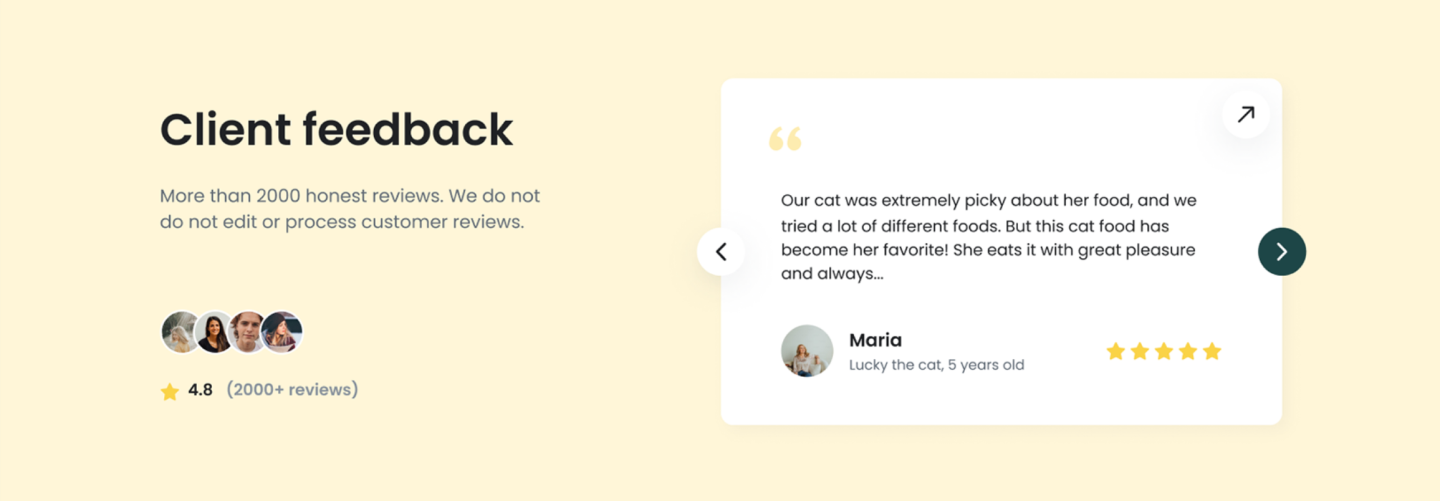 Client feedback
More than 2000 honest reviews. We do not
do not edit or process customer reviews.
4.8 (2000+ reviews)
“
Our cat was extremely picky about her food, and we
tried a lot of different foods. But this cat food has
become her favorite! She eats it with great pleasure
and always...
Maria
Lucky the cat, 5 years old